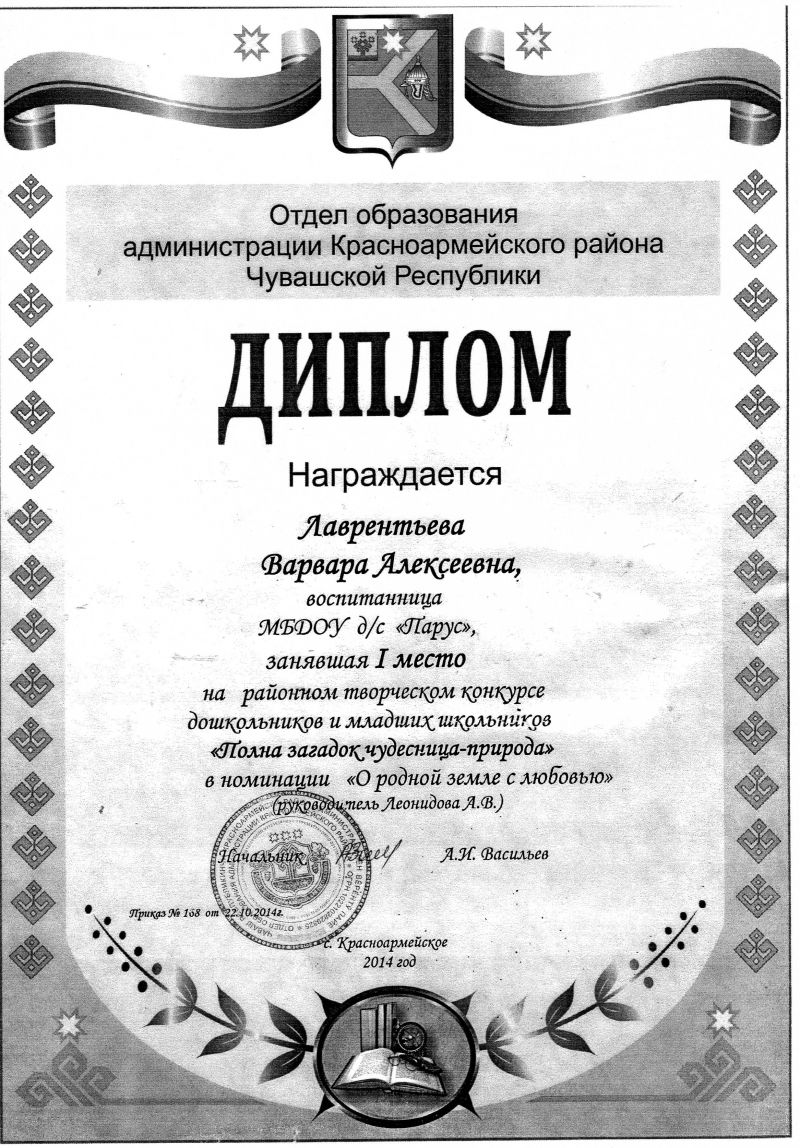 Отдел образования
администрации Красноармейского района
Чувашской Республики
ДИПЛОМ
Награждается
Лаврентьева
Варвара Алексеевна,
воспитанница
МБДОУ д/с «Парус»,
занявшая I место
на районном творческом конкурсе
дошкольников и младших школьников
«Полна загадок чудесница-природа»
в номинации «О родной земле с любовью»
(руководитель Леонидова А.В.)
Начальник А.И. Васильев
Приказ № 168 от 22.10.2014г.
с. Красноармейское
2014 год